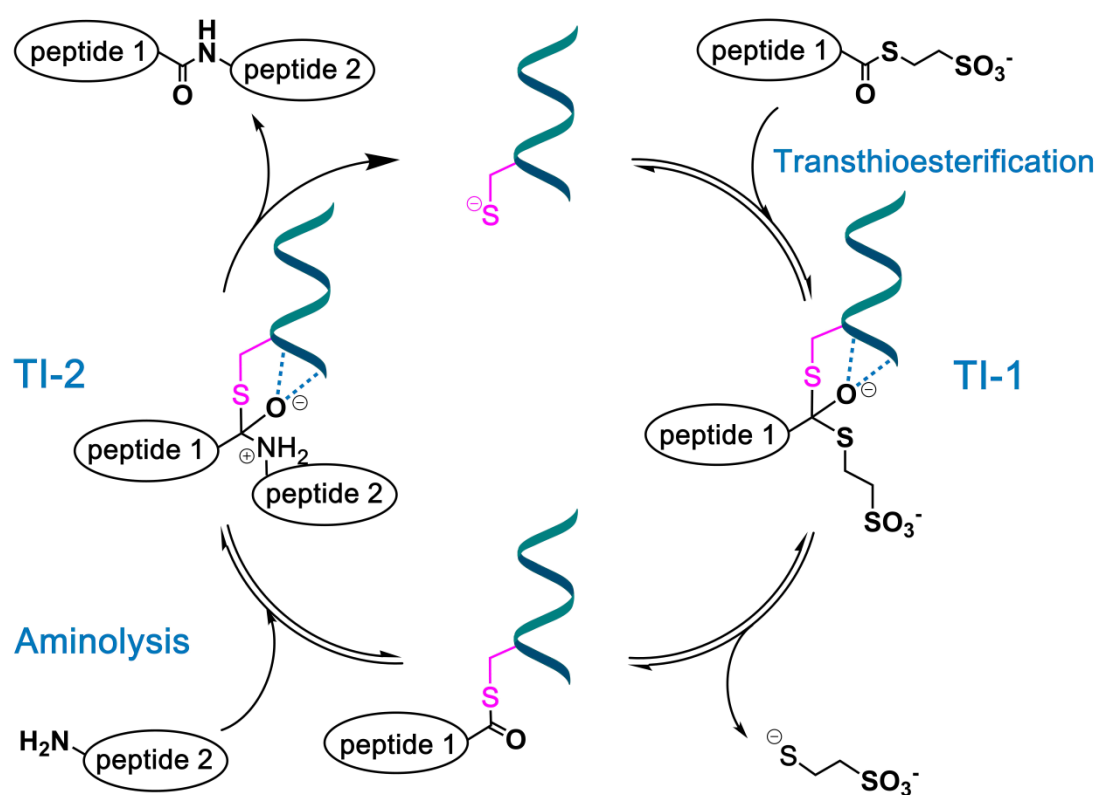 H
peptide 1
N
peptide 2
O
peptide 1
S
O
SO₃⁻
Transthioesterification
⊖
S
TI-2
S
O
⊖
peptide 1
⊕
NH₂
peptide 2
TI-1
S
O
⊖
peptide 1
S
SO₃⁻
Aminolysis
H₂N
peptide 2
S
peptide 1
O
⊖
S
SO₃⁻